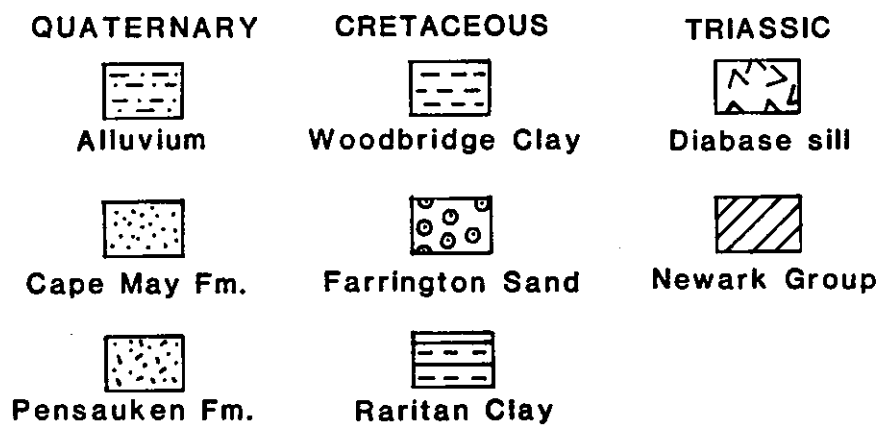 QUATERNARY CRETACEOUS TRIASSIC
Alluvium Woodbridge Clay Diabase sill
Cape May Fm. Farrington Sand Newark Group
Pensauken Fm. Raritan Clay